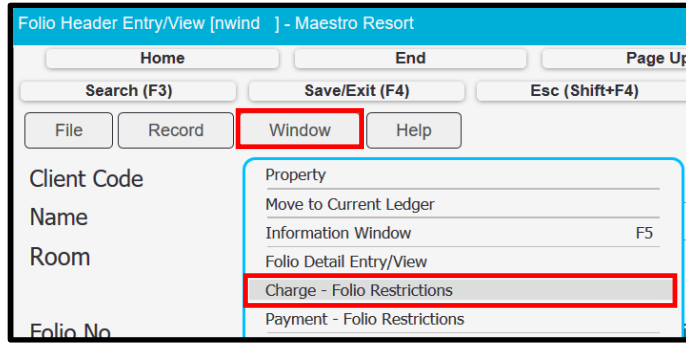 Folio Header Entry/View [nwind ] - Maestro Resort
Home End Page Up
Search (F3) Save/Exit (F4) Esc (Shift+F4)
File Record Window Help
Client Code
Name
Room
Folio No
Property
Move to Current Ledger
Information Window F5
Folio Detail Entry/View
Charge - Folio Restrictions
Payment - Folio Restrictions